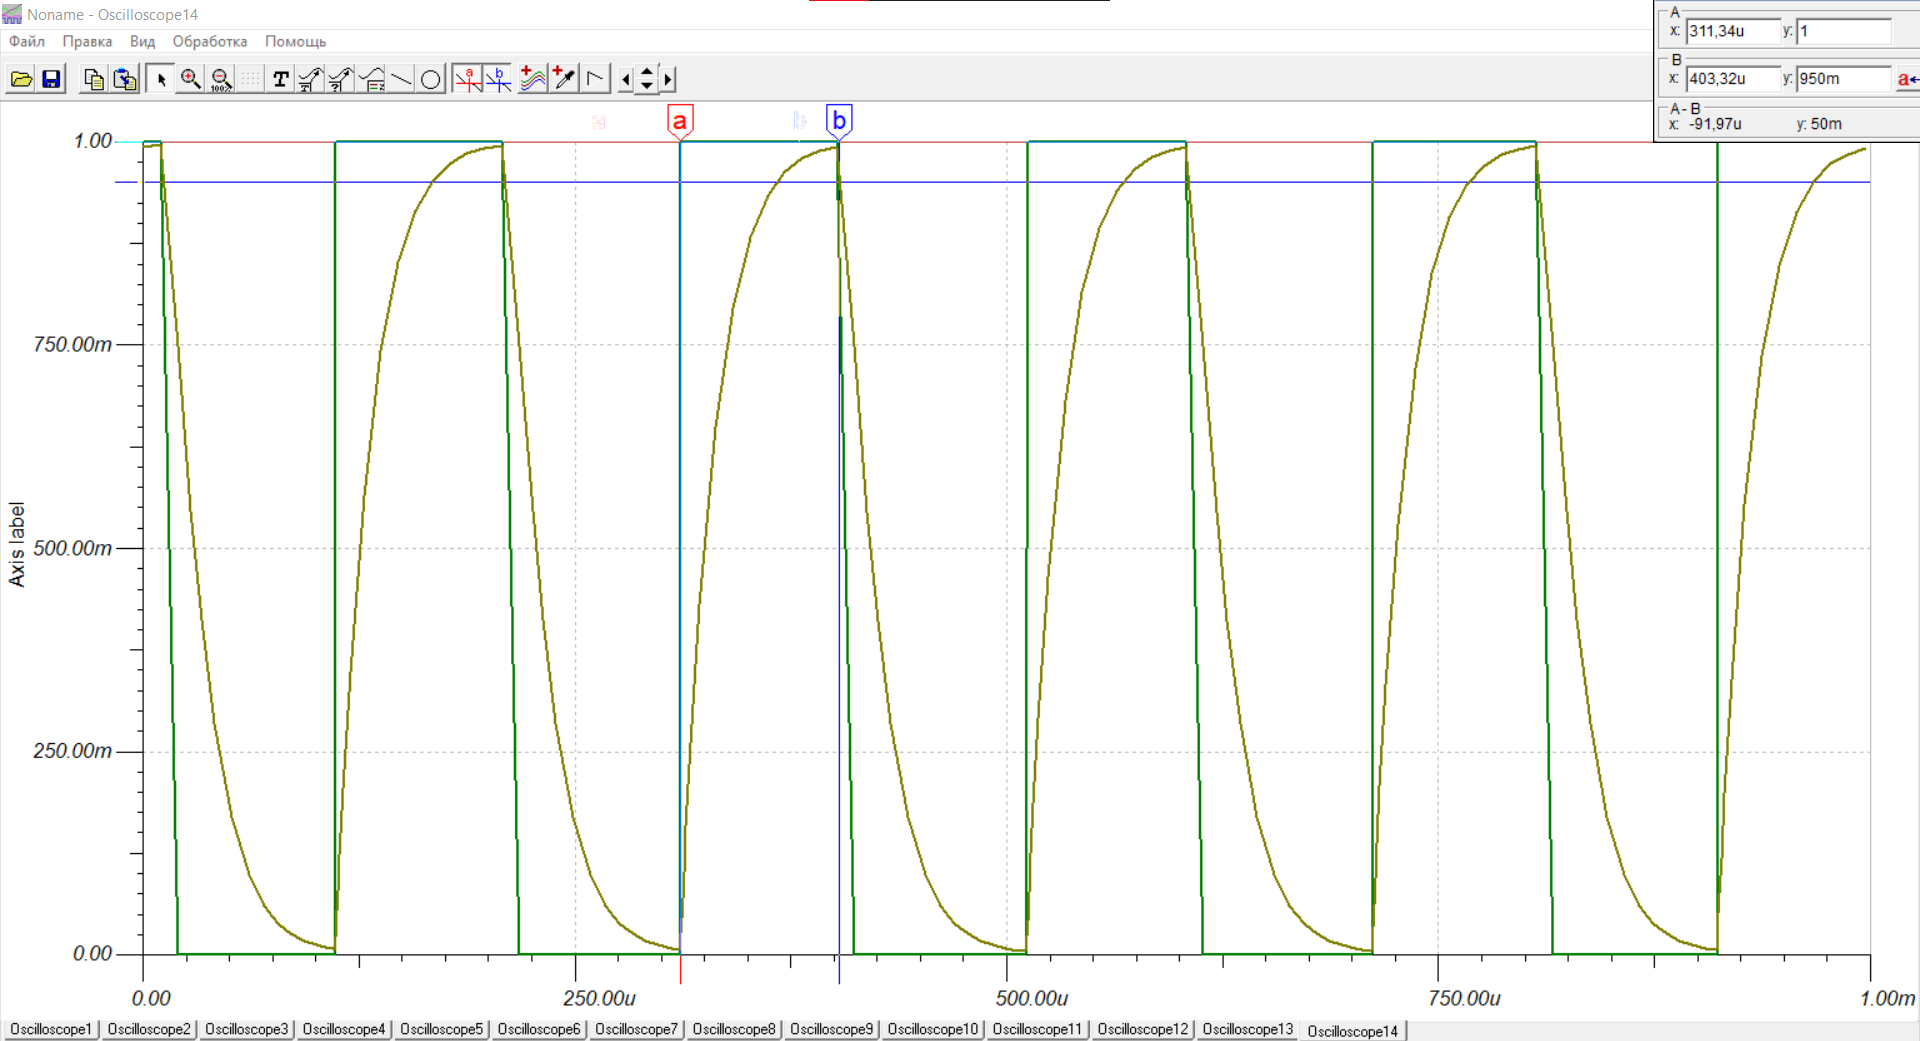 Noname - Oscilloscope14
Файл Правка Вид Обработка Помощь
A
x: 311,34u y: 1
B
x: 403,32u y: 950m
a
A - B
x: -91,97u y: 50m
T
100%
a b
a b
a b
1.00
750.00m
500.00m
250.00m
0.00
Axis label
0.00 250.00u 500.00u 750.00u 1.00m
Oscilloscope1 Oscilloscope2 Oscilloscope3 Oscilloscope4 Oscilloscope5 Oscilloscope6 Oscilloscope7 Oscilloscope8 Oscilloscope9 Oscilloscope10 Oscilloscope11 Oscilloscope12 Oscilloscope13 Oscilloscope14